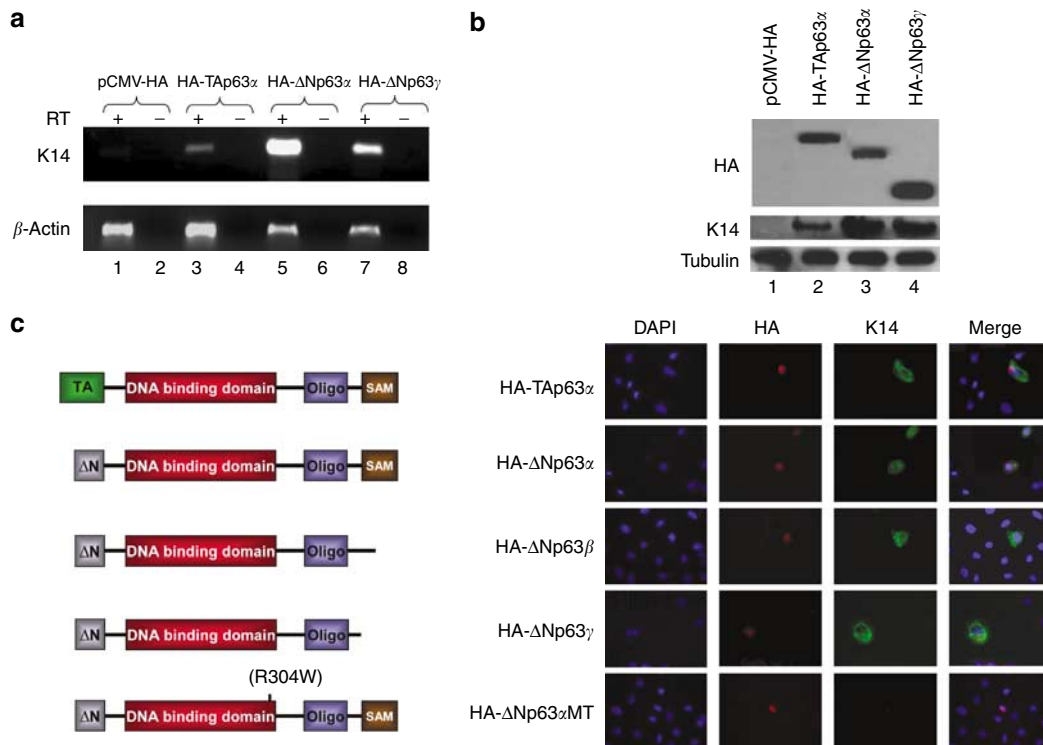 a
pCMV-HA HA-TAp63α HA-ΔNp63α HA-ΔNp63γ
RT + − + − + − + −
K14
β-Actin
1 2 3 4 5 6 7 8
b
pCMV-HA
HA-TAp63α
HA-ΔNp63α
HA-ΔNp63γ
HA
K14
Tubulin
1 2 3 4
c
TA DNA binding domain Oligo SAM
ΔN DNA binding domain Oligo SAM
ΔN DNA binding domain Oligo
ΔN DNA binding domain Oligo
(R304W)
ΔN DNA binding domain Oligo SAM
DAPI HA K14 Merge
HA-TAp63α
HA-ΔNp63α
HA-ΔNp63β
HA-ΔNp63γ
HA-ΔNp63αMT